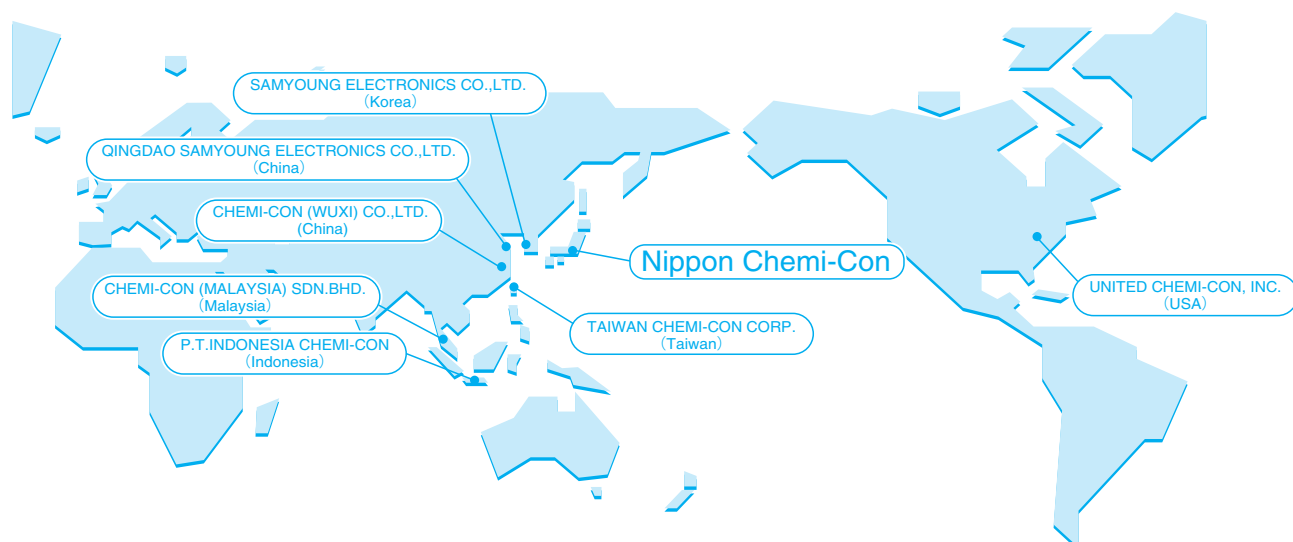 SAMYOUNG ELECTRONICS CO.,LTD.
（Korea）
QINGDAO SAMYOUNG ELECTRONICS CO.,LTD.
（China）
CHEMI-CON (WUXI) CO.,LTD.
(China)
Nippon Chemi-Con
CHEMI-CON (MALAYSIA) SDN.BHD.
（Malaysia）
UNITED CHEMI-CON, INC.
（USA）
TAIWAN CHEMI-CON CORP.
（Taiwan）
P.T.INDONESIA CHEMI-CON
（Indonesia）